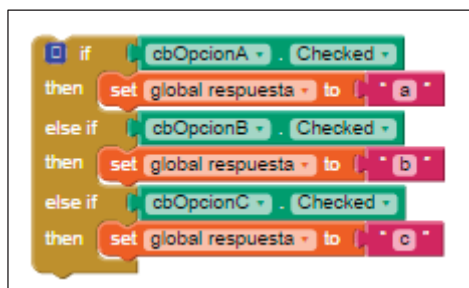 if cbOpcionA . Checked
then set global respuesta to " a "
else if cbOpcionB . Checked
then set global respuesta to " b "
else if cbOpcionC . Checked
then set global respuesta to " c "